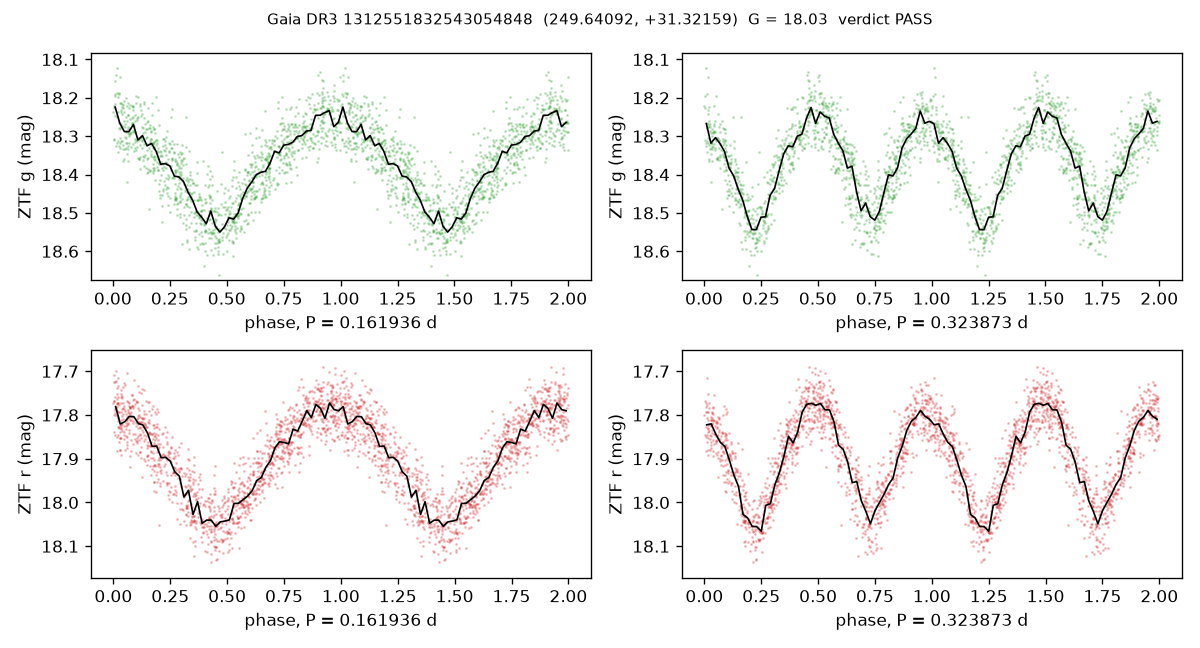 Gaia DR3 1312551832543054848 (249.64092, +31.32159) G = 18.03 verdict PASS
18.1
18.2
18.3
18.4
18.5
18.6
ZTF g (mag)
0.00 0.25 0.50 0.75 1.00 1.25 1.50 1.75 2.00
phase, P = 0.161936 d
18.1
18.2
18.3
18.4
18.5
18.6
ZTF g (mag)
0.00 0.25 0.50 0.75 1.00 1.25 1.50 1.75 2.00
phase, P = 0.323873 d
17.7
17.8
17.9
18.0
18.1
ZTF r (mag)
0.00 0.25 0.50 0.75 1.00 1.25 1.50 1.75 2.00
phase, P = 0.161936 d
17.7
17.8
17.9
18.0
18.1
ZTF r (mag)
0.00 0.25 0.50 0.75 1.00 1.25 1.50 1.75 2.00
phase, P = 0.323873 d